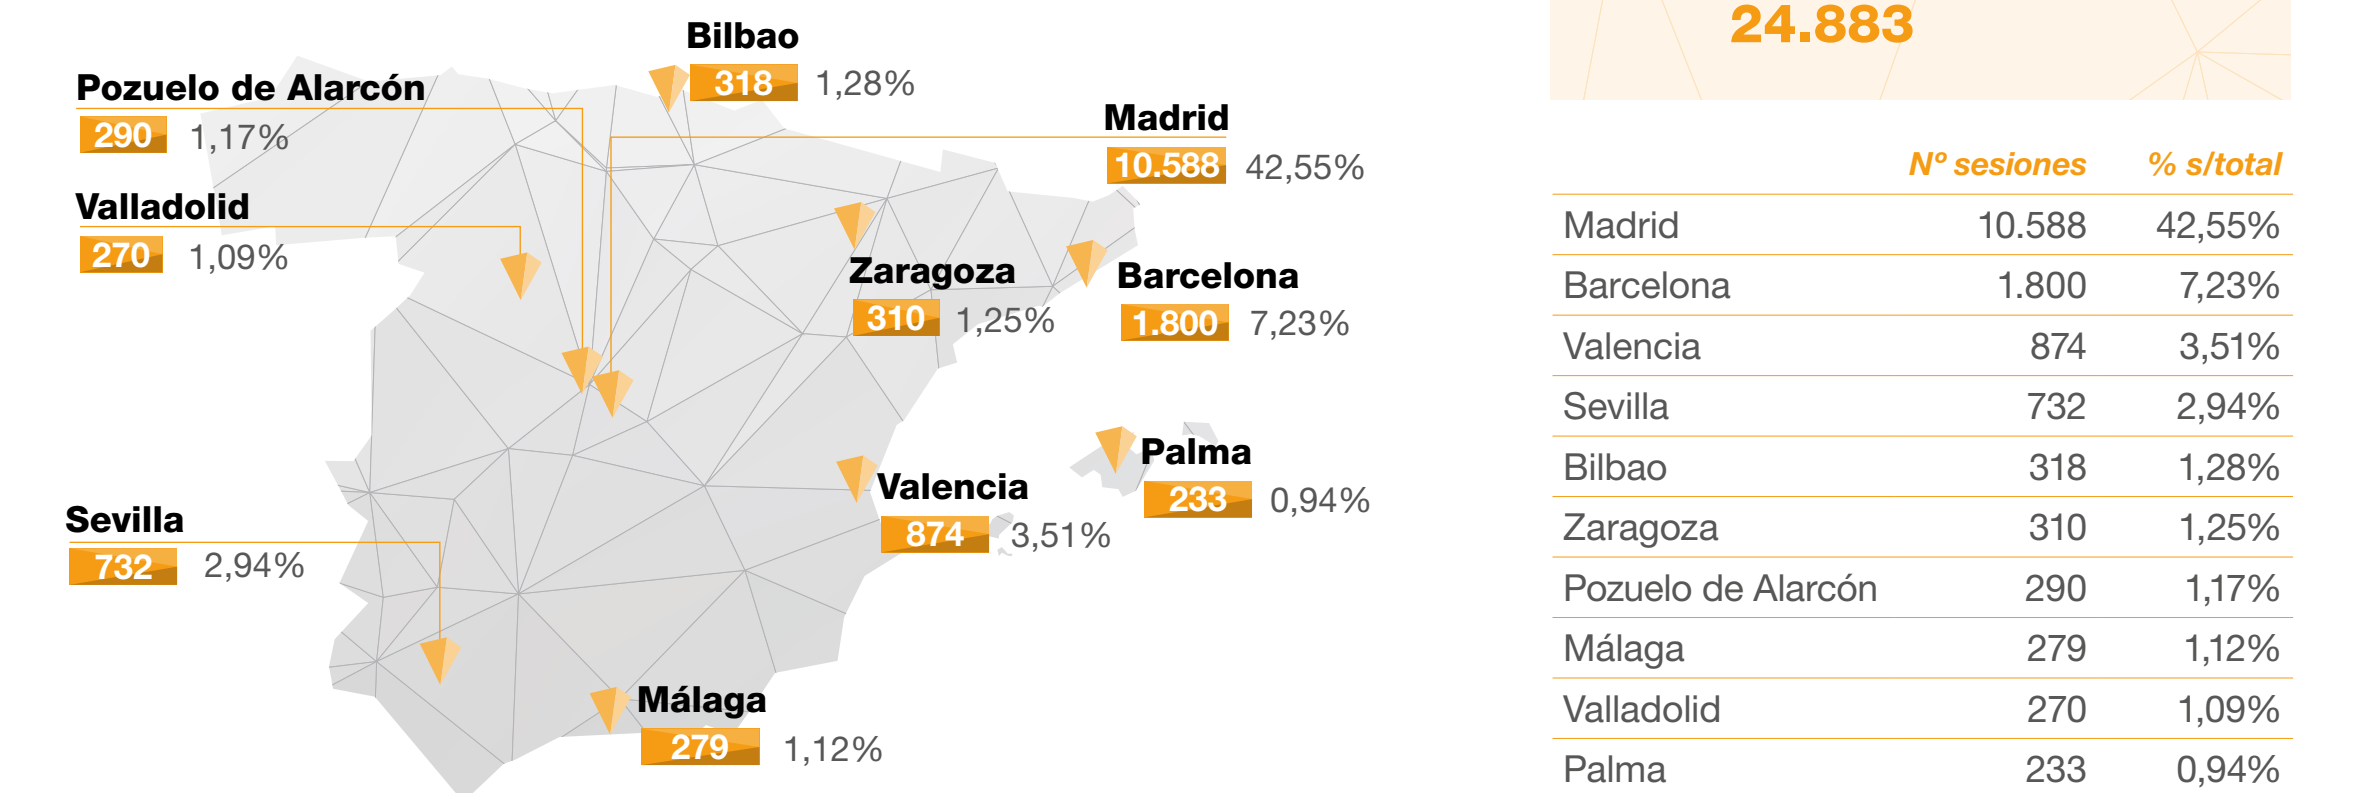 Bilbao
318 1,28%
Pozuelo de Alarcón
290 1,17%
Madrid
10.588 42,55%
Valladolid
270 1,09%
Zaragoza
310 1,25%
Barcelona
1.800 7,23%
Palma
233 0,94%
Valencia
874 3,51%
Sevilla
732 2,94%
Málaga
279 1,12%
24.883
Nº sesiones % s/total
Madrid 10.588 42,55%
Barcelona 1.800 7,23%
Valencia 874 3,51%
Sevilla 732 2,94%
Bilbao 318 1,28%
Zaragoza 310 1,25%
Pozuelo de Alarcón 290 1,17%
Málaga 279 1,12%
Valladolid 270 1,09%
Palma 233 0,94%